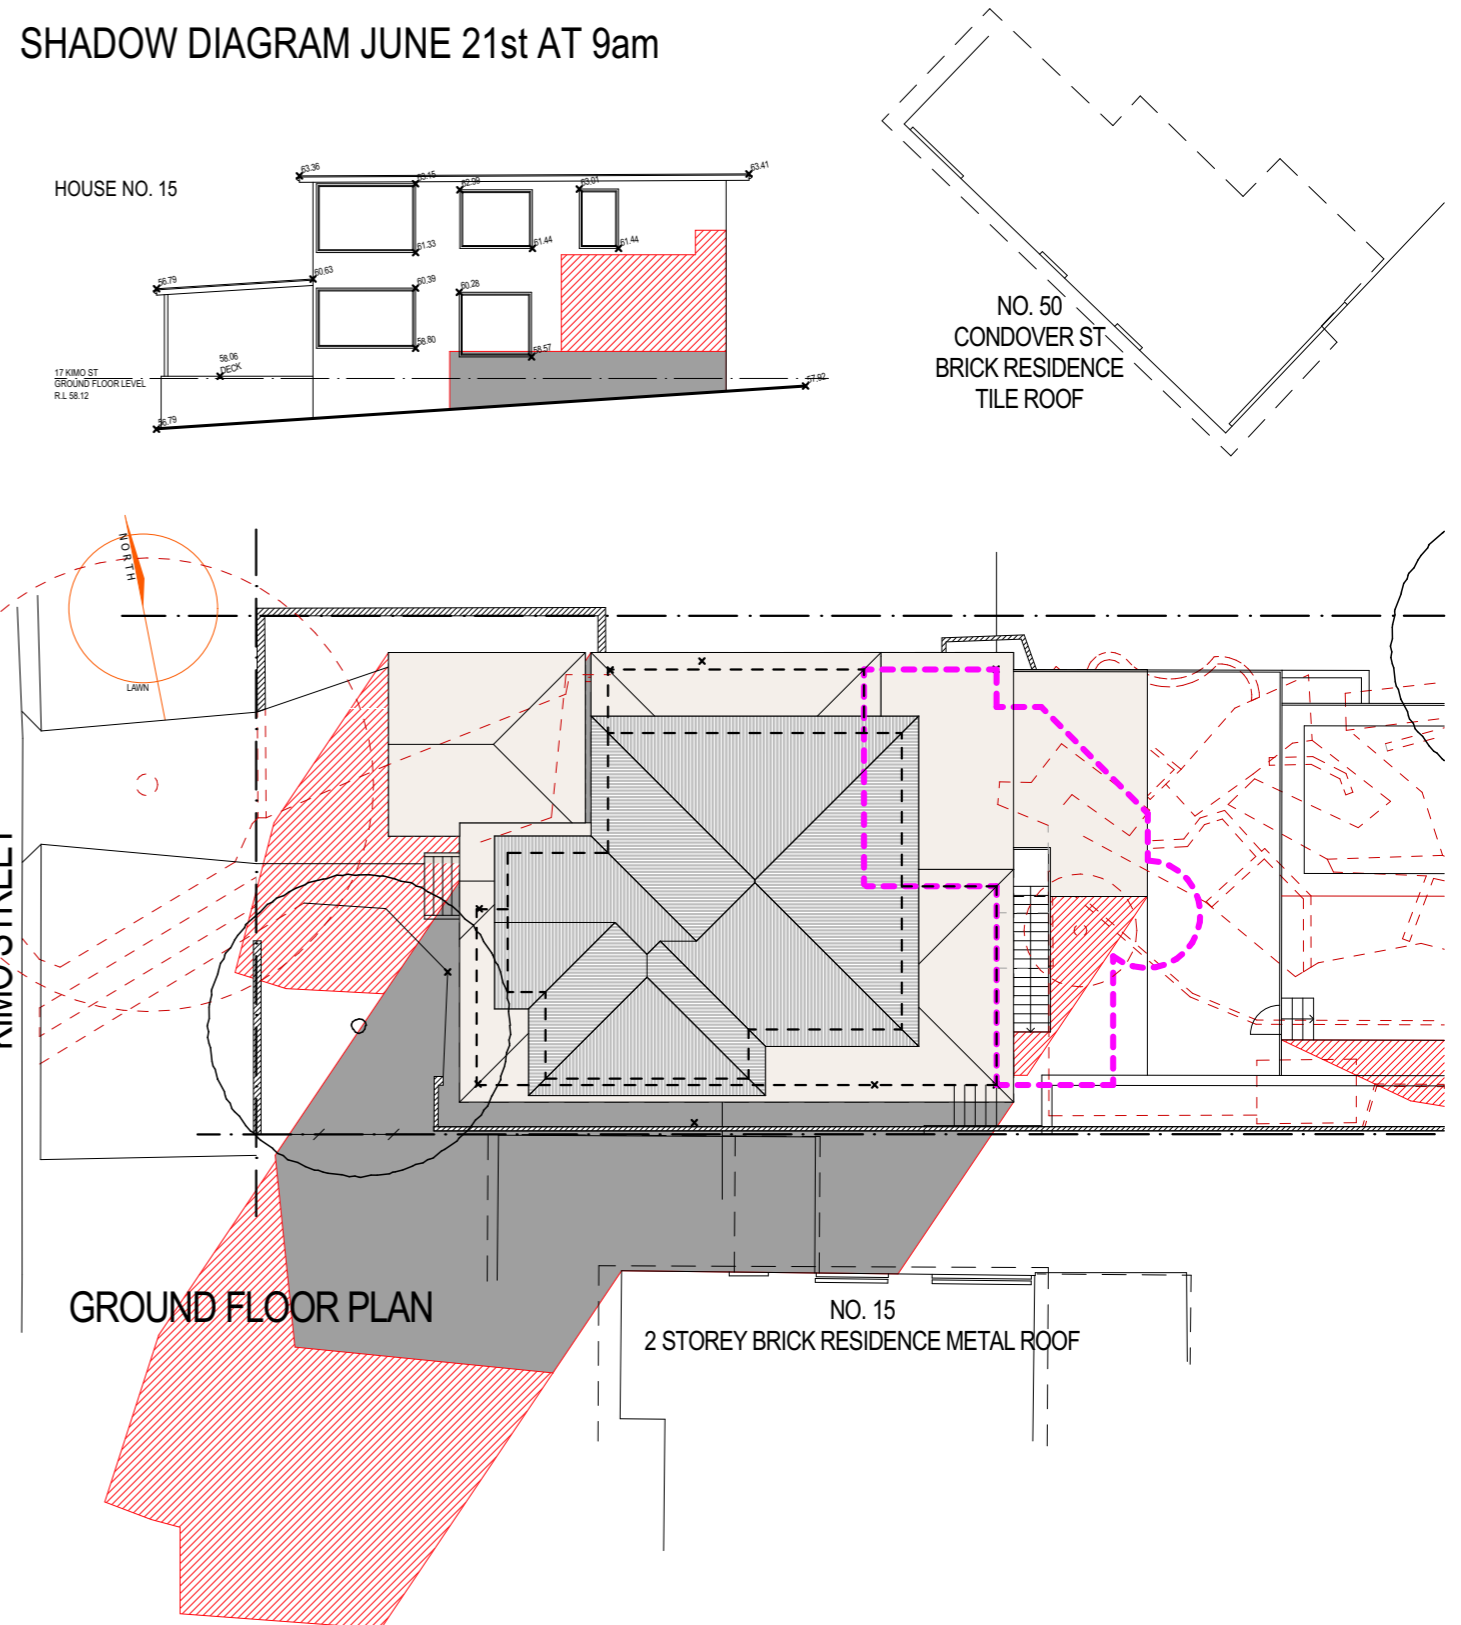 SHADOW DIAGRAM JUNE 21st AT 9am
HOUSE NO. 15
63.36
63.15
62.99
63.01
63.41
61.33
61.44
61.44
56.79
60.63
60.39
60.28
58.80
58.57
58.06
DECK
17 KIMO ST
GROUND FLOOR LEVEL
R.L 58.12
57.92
56.79
NO. 50
CONDOVER ST
BRICK RESIDENCE
TILE ROOF
NORTH
LAWN
KIMO STREET
GROUND FLOOR PLAN
NO. 15
2 STOREY BRICK RESIDENCE METAL ROOF